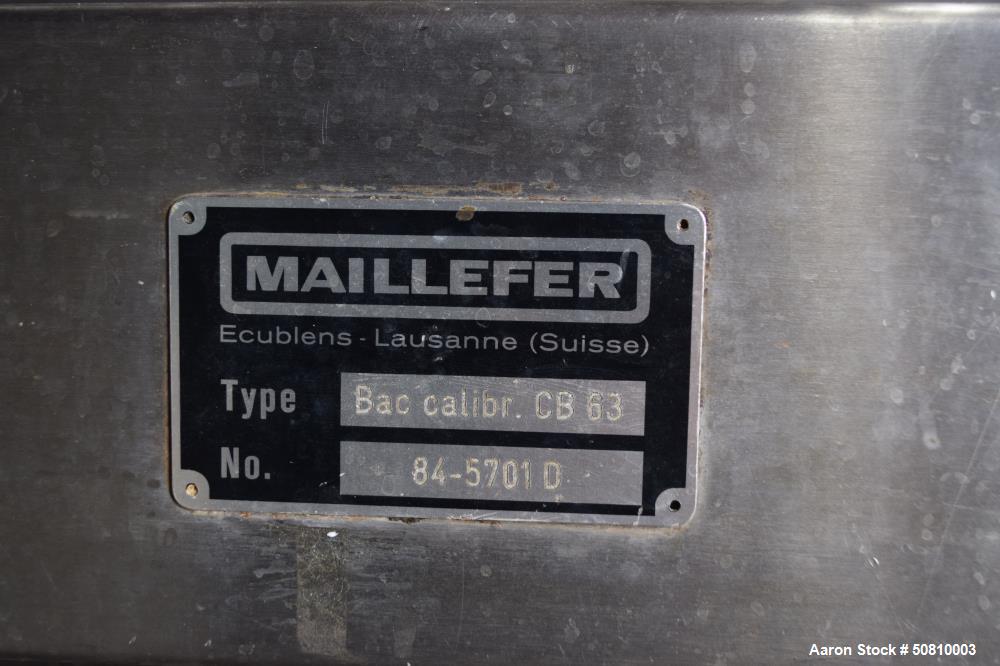 MAILLEFER
Ecublens - Lausanne (Suisse)
Type Bac calibr. CB 63
No. 84-5701 D
Aaron Stock # 50810003